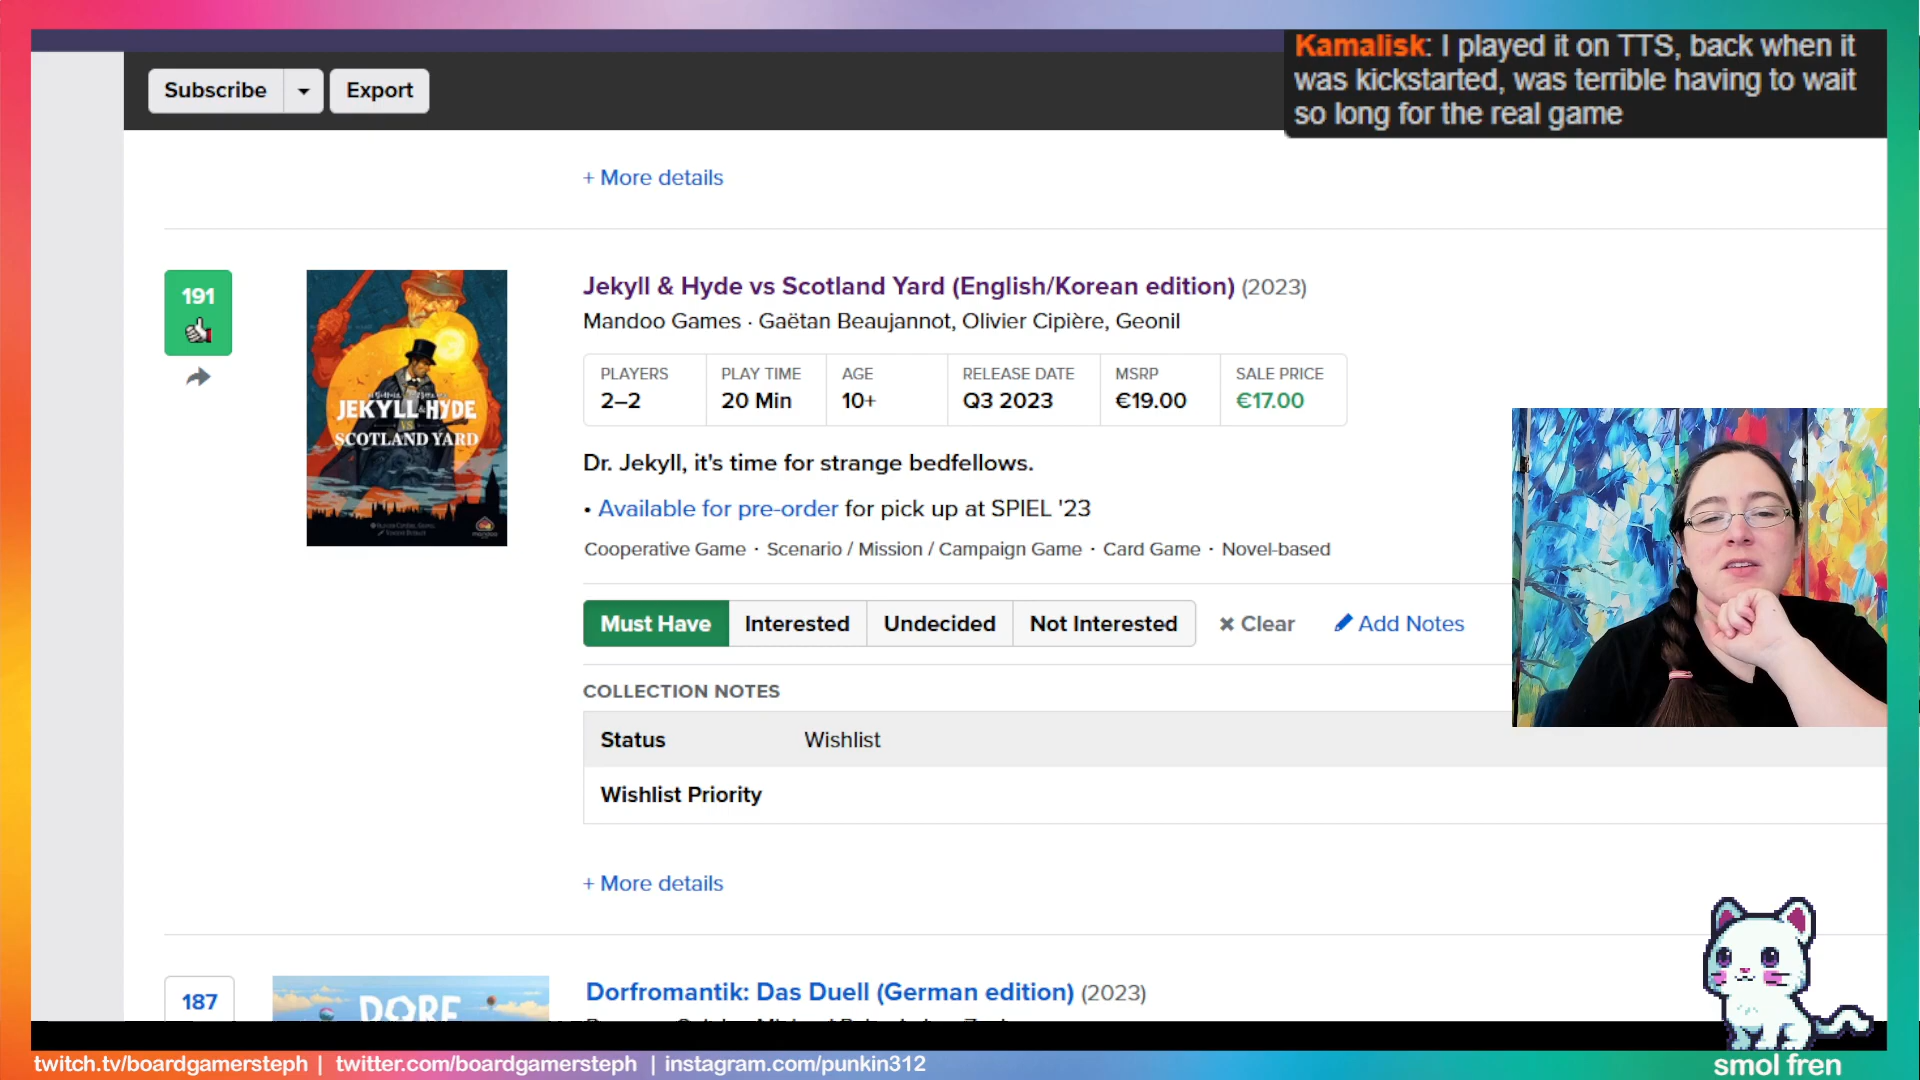 Kamalisk: I played it on TTS, back when it
was kickstarted, was terrible having to wait
so long for the real game
Subscribe
Export
+ More details
191
JEKYLL & HYDE
VS
SCOTLAND YARD
mandoo
Jekyll & Hyde vs Scotland Yard (English/Korean edition) (2023)
Mandoo Games · Gaëtan Beaujannot, Olivier Cipière, Geonil
PLAYERS
2–2
PLAY TIME
20 Min
AGE
10+
RELEASE DATE
Q3 2023
MSRP
€19.00
SALE PRICE
€17.00
Dr. Jekyll, it's time for strange bedfellows.
• Available for pre-order for pick up at SPIEL '23
Cooperative Game · Scenario / Mission / Campaign Game · Card Game · Novel-based
Must Have
Interested
Undecided
Not Interested
Clear
Add Notes
COLLECTION NOTES
Status Wishlist
Wishlist Priority
+ More details
187
DORF
Dorfromantik: Das Duell (German edition) (2023)
twitch.tv/boardgamersteph | twitter.com/boardgamersteph | instagram.com/punkin312
smol fren